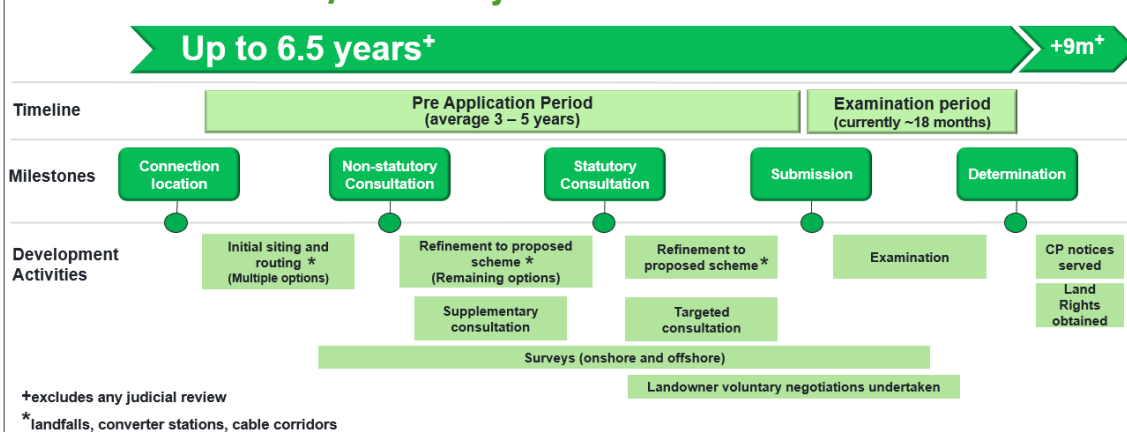 Up to 6.5 years+
+9m+
Timeline
Pre Application Period
(average 3 – 5 years)
Examination period
(currently ~18 months)
Milestones
Connection
location
Non-statutory
Consultation
Statutory
Consultation
Submission
Determination
Development
Activities
Initial siting and
routing *
(Multiple options)
Refinement to proposed
scheme *
(Remaining options)
Refinement to
proposed scheme*
Examination
CP notices
served
Supplementary
consultation
Targeted
consultation
Land
Rights
obtained
Surveys (onshore and offshore)
Landowner voluntary negotiations undertaken
+excludes any judicial review
*landfalls, converter stations, cable corridors